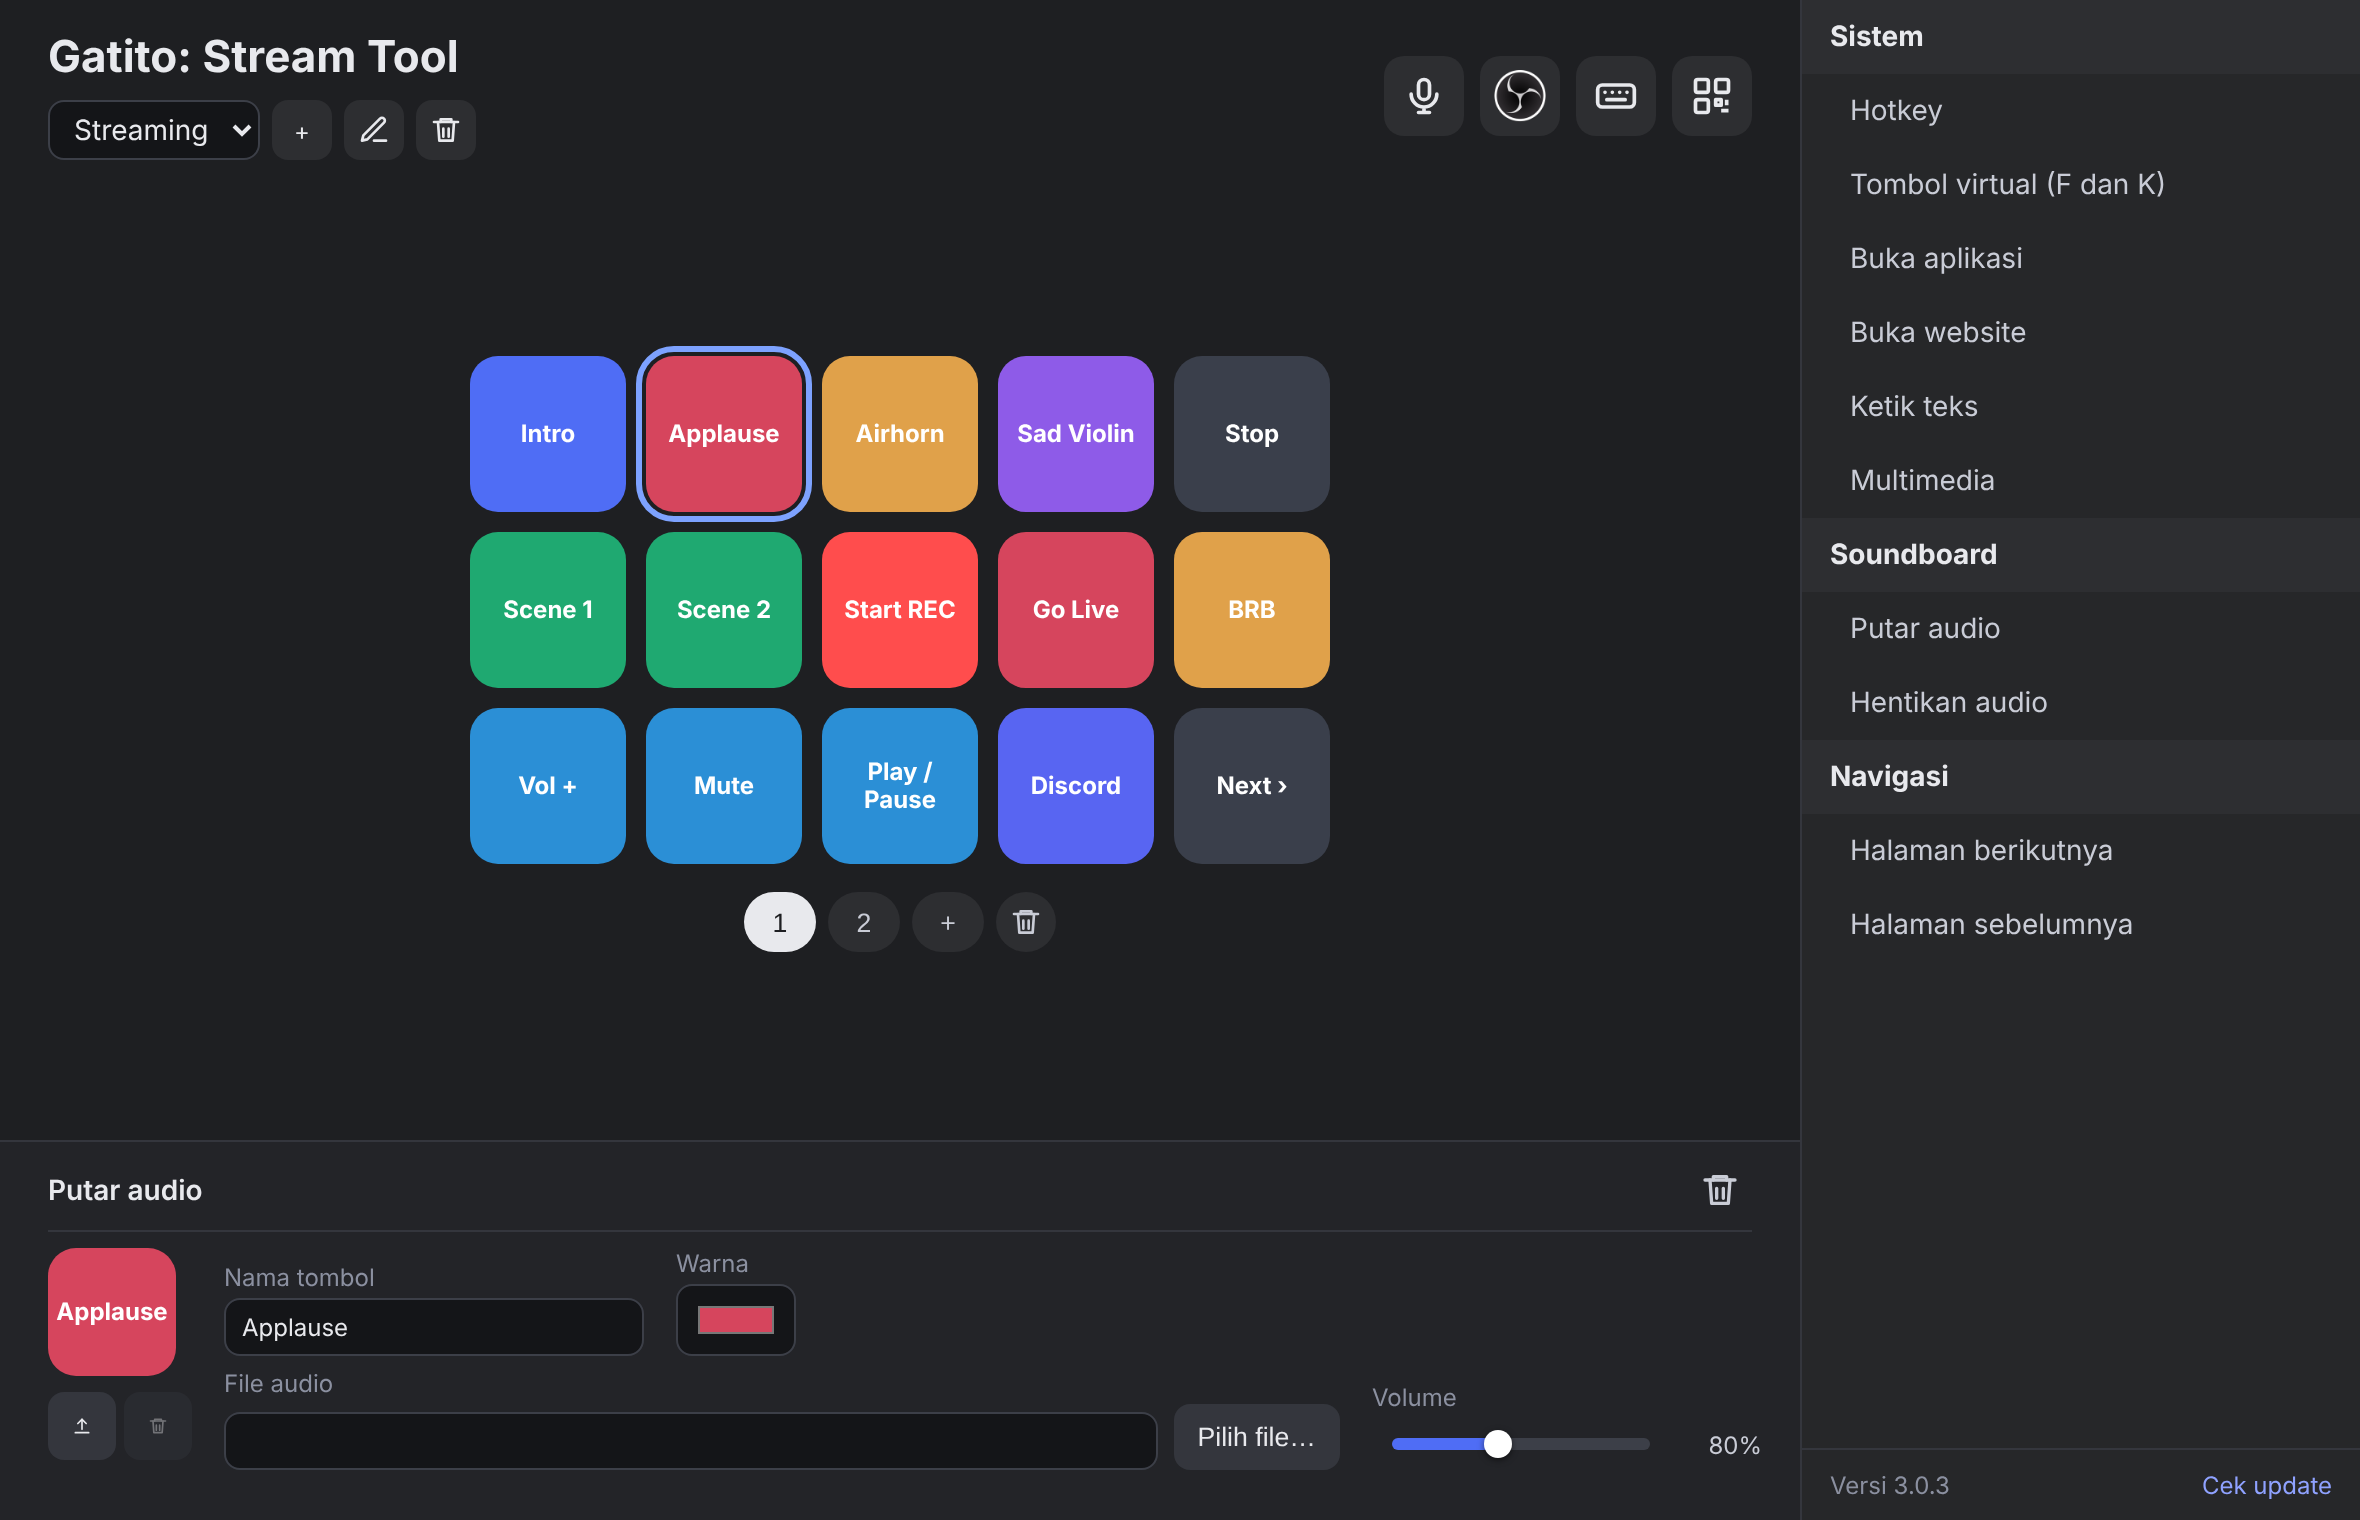 Gatito: Stream Tool
Streaming
+
Intro
Applause
Airhorn
Sad Violin
Stop
Scene 1
Scene 2
Start REC
Go Live
BRB
Vol +
Mute
Play /
Pause
Discord
Next ›
1
2
+
Putar audio
Applause
Nama tombol
Applause
Warna
File audio
Pilih file…
Volume
80%
Sistem
Hotkey
Tombol virtual (F dan K)
Buka aplikasi
Buka website
Ketik teks
Multimedia
Soundboard
Putar audio
Hentikan audio
Navigasi
Halaman berikutnya
Halaman sebelumnya
Versi 3.0.3
Cek update